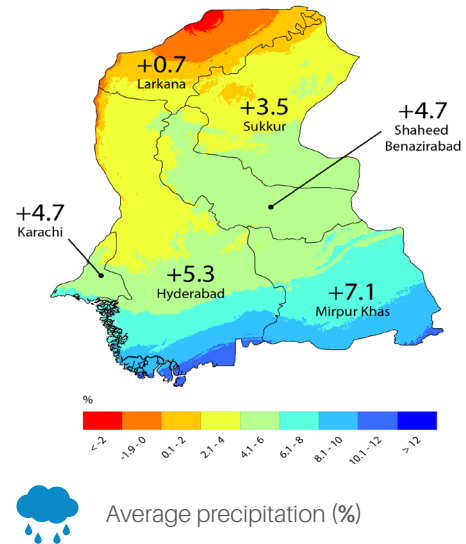 +0.7
Larkana
+3.5
Sukkur
+4.7
Shaheed
Benazirabad
+4.7
Karachi
+5.3
Hyderabad
+7.1
Mirpur Khas
%
< -2
-1.9 - 0
0.1 - 2
2.1 - 4
4.1 - 6
6.1 - 8
8.1 - 10
10.1 - 12
> 12
Average precipitation (%)